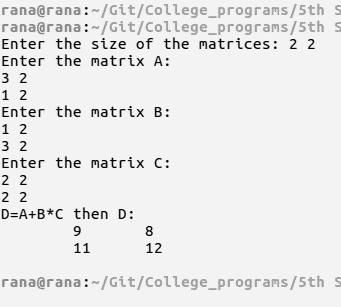 rana@rana:~/Git/College_programs/5th S
rana@rana:~/Git/College_programs/5th S
Enter the size of the matrices: 2 2
Enter the matrix A:
3 2
1 2
Enter the matrix B:
1 2
3 2
Enter the matrix C:
2 2
2 2
D=A+B*C then D:
9 8
11 12
rana@rana:~/Git/College_programs/5th S